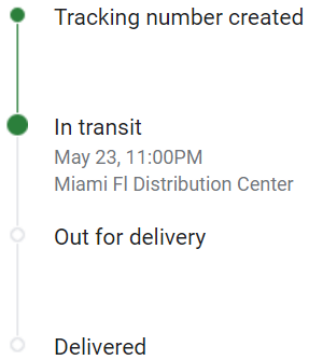 Tracking number created
In transit
May 23, 11:00PM
Miami Fl Distribution Center
Out for delivery
Delivered